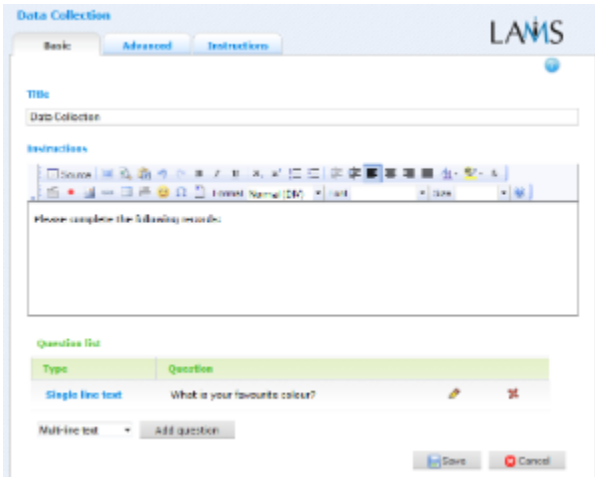 Data Collection
LAMS
Basic Advanced Instructions
Title
Data Collection
Instructions
Source
Format Normal (DIV) Font Size
Please complete the following records:
Question list
Type Question
Single line text What is your favourite colour?
Multi-line text Add question
Save Cancel